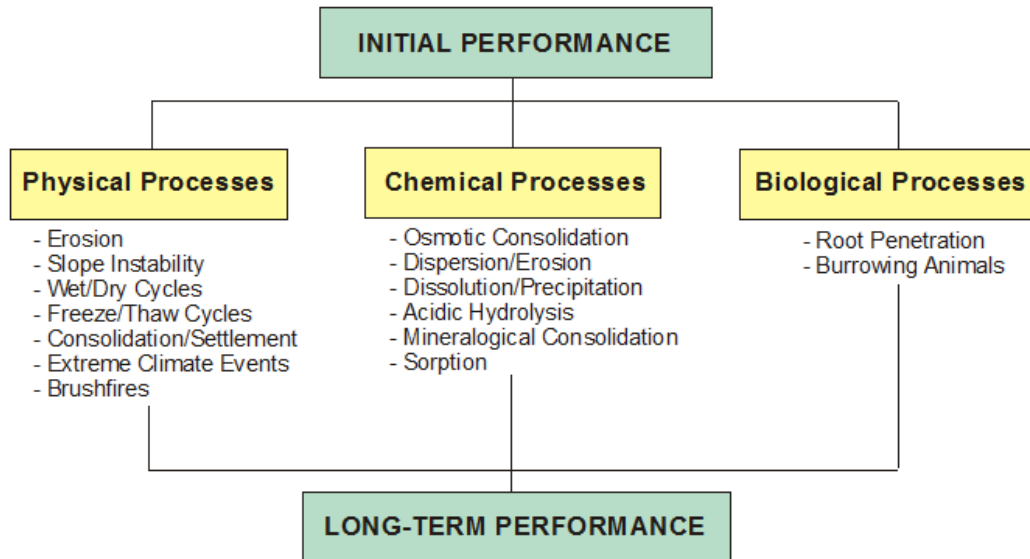 INITIAL PERFORMANCE
Physical Processes
- Erosion
- Slope Instability
- Wet/Dry Cycles
- Freeze/Thaw Cycles
- Consolidation/Settlement
- Extreme Climate Events
- Brushfires
Chemical Processes
- Osmotic Consolidation
- Dispersion/Erosion
- Dissolution/Precipitation
- Acidic Hydrolysis
- Mineralogical Consolidation
- Sorption
Biological Processes
- Root Penetration
- Burrowing Animals
LONG-TERM PERFORMANCE